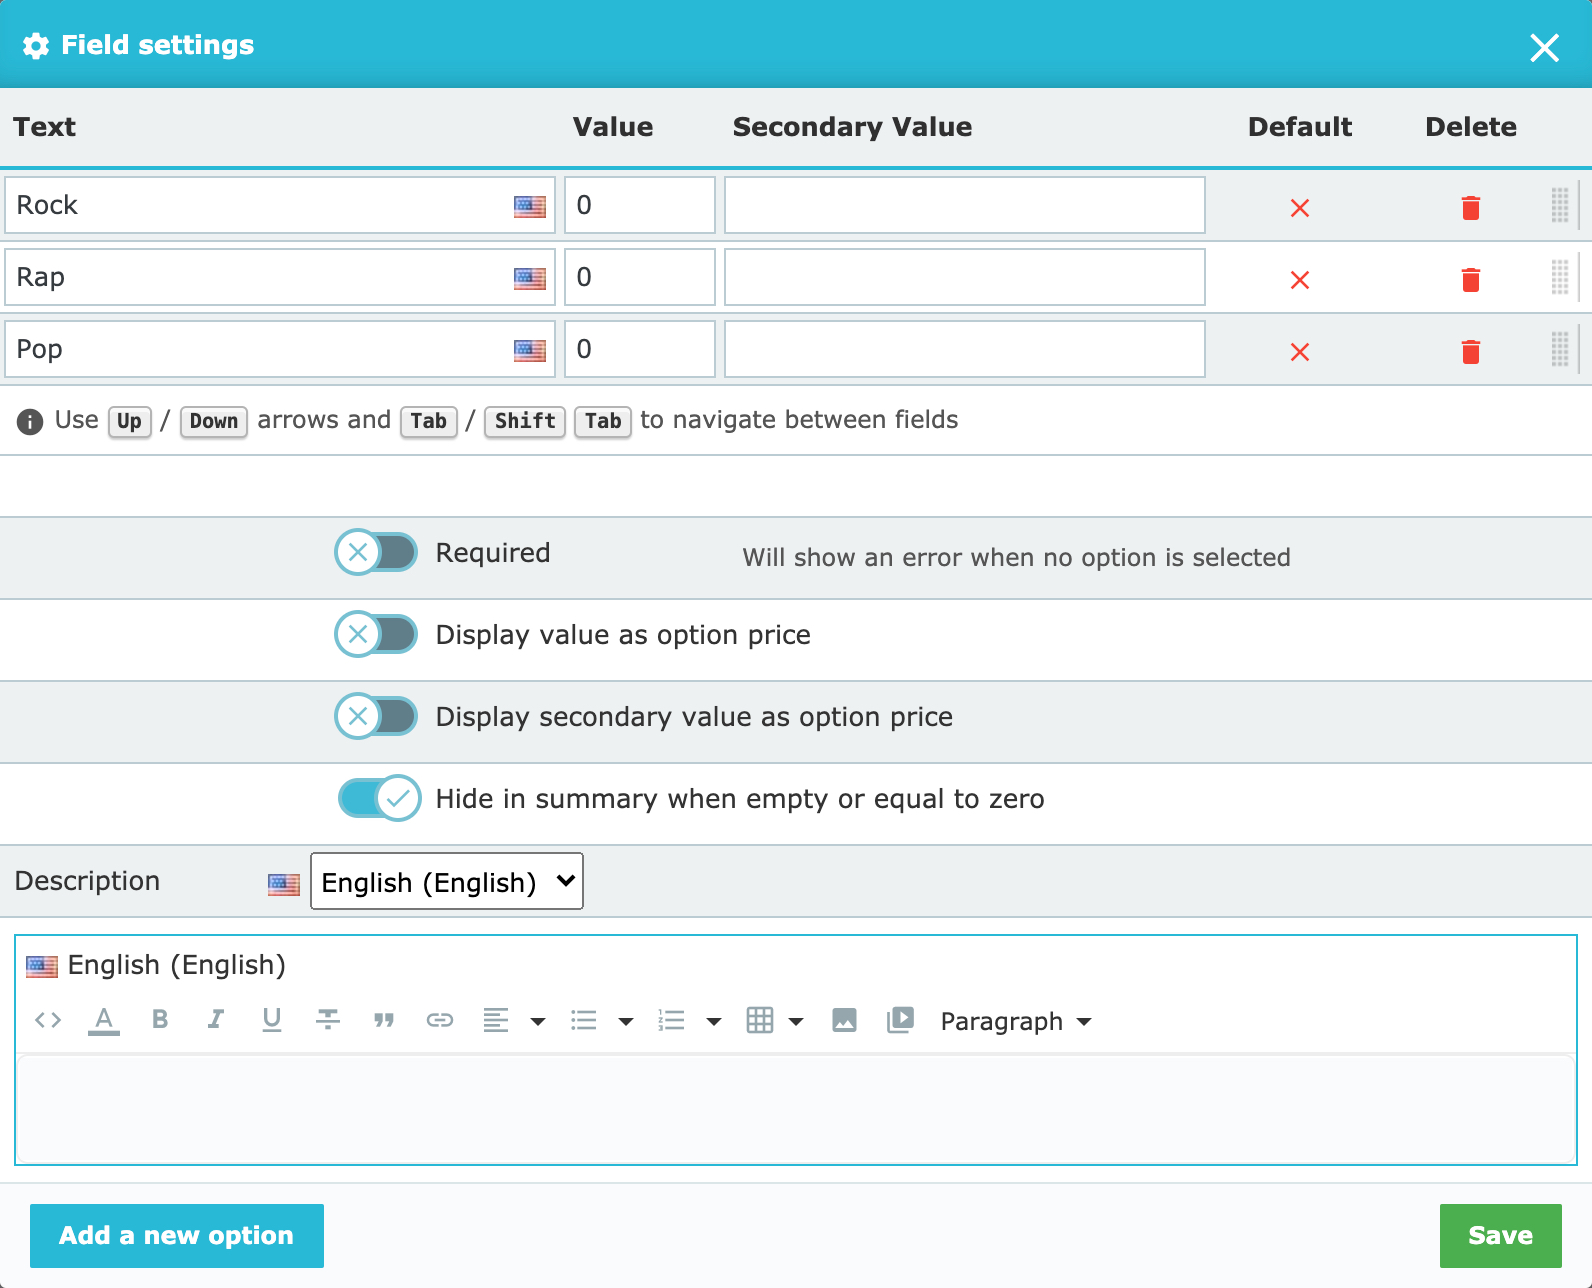 Field settings
Text Value Secondary Value Default Delete
Rock 0
Rap 0
Pop 0
Use Up / Down arrows and Tab / Shift Tab to navigate between fields
Required Will show an error when no option is selected
Display value as option price
Display secondary value as option price
Hide in summary when empty or equal to zero
Description English (English)
English (English)
Paragraph
Add a new option Save